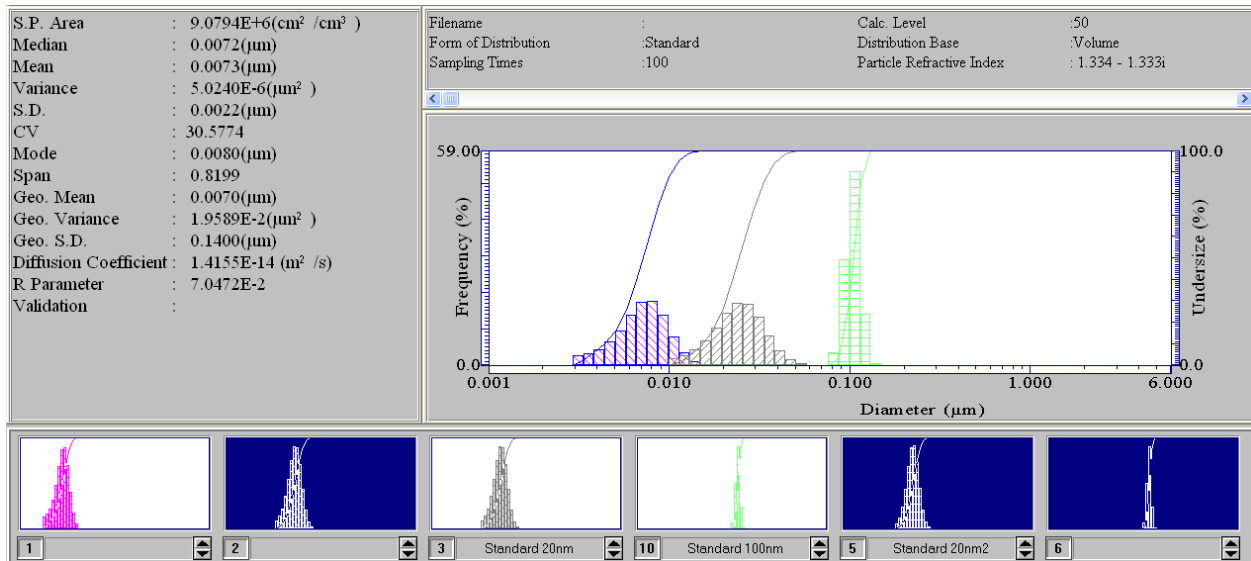 S.P. Area : 9.0794E+6(cm² /cm³ )
Median : 0.0072(μm)
Mean : 0.0073(μm)
Variance : 5.0240E-6(μm² )
S.D. : 0.0022(μm)
CV : 30.5774
Mode : 0.0080(μm)
Span : 0.8199
Geo. Mean : 0.0070(μm)
Geo. Variance : 1.9589E-2(μm² )
Geo. S.D. : 0.1400(μm)
Diffusion Coefficient : 1.4155E-14 (m² /s)
R Parameter : 7.0472E-2
Validation :
Filename : Calc. Level :50
Form of Distribution :Standard Distribution Base :Volume
Sampling Times :100 Particle Refractive Index : 1.334 - 1.333i
59.00 100.0
Frequency (%)
Undersize (%)
0.0 0.0
0.001 0.010 0.100 1.000 6.000
Diameter (μm)
1 2 3 Standard 20nm 10 Standard 100nm 5 Standard 20nm2 6